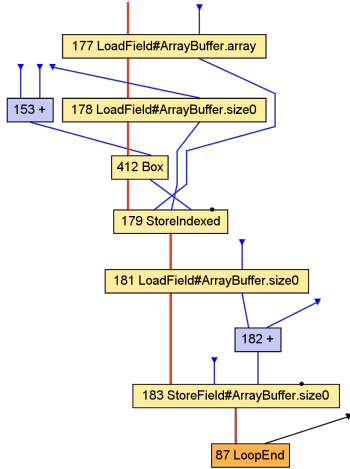 177 LoadField#ArrayBuffer.array
153 +
178 LoadField#ArrayBuffer.size0
412 Box
179 StoreIndexed
181 LoadField#ArrayBuffer.size0
182 +
183 StoreField#ArrayBuffer.size0
87 LoopEnd